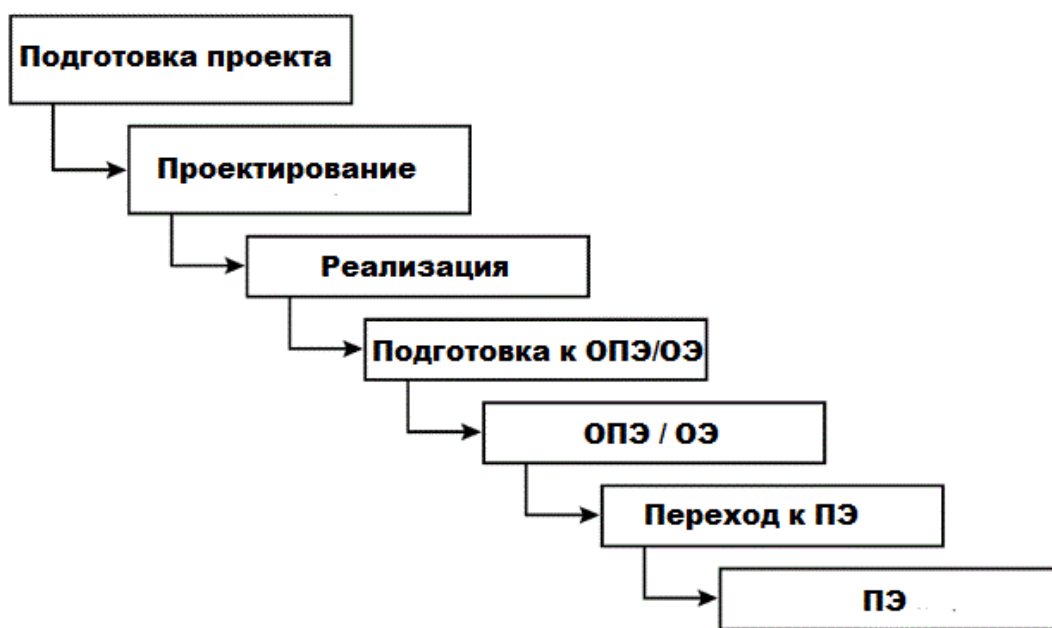 Подготовка проекта
Проектирование
Реализация
Подготовка к ОПЭ/ОЭ
ОПЭ / ОЭ
Переход к ПЭ
ПЭ